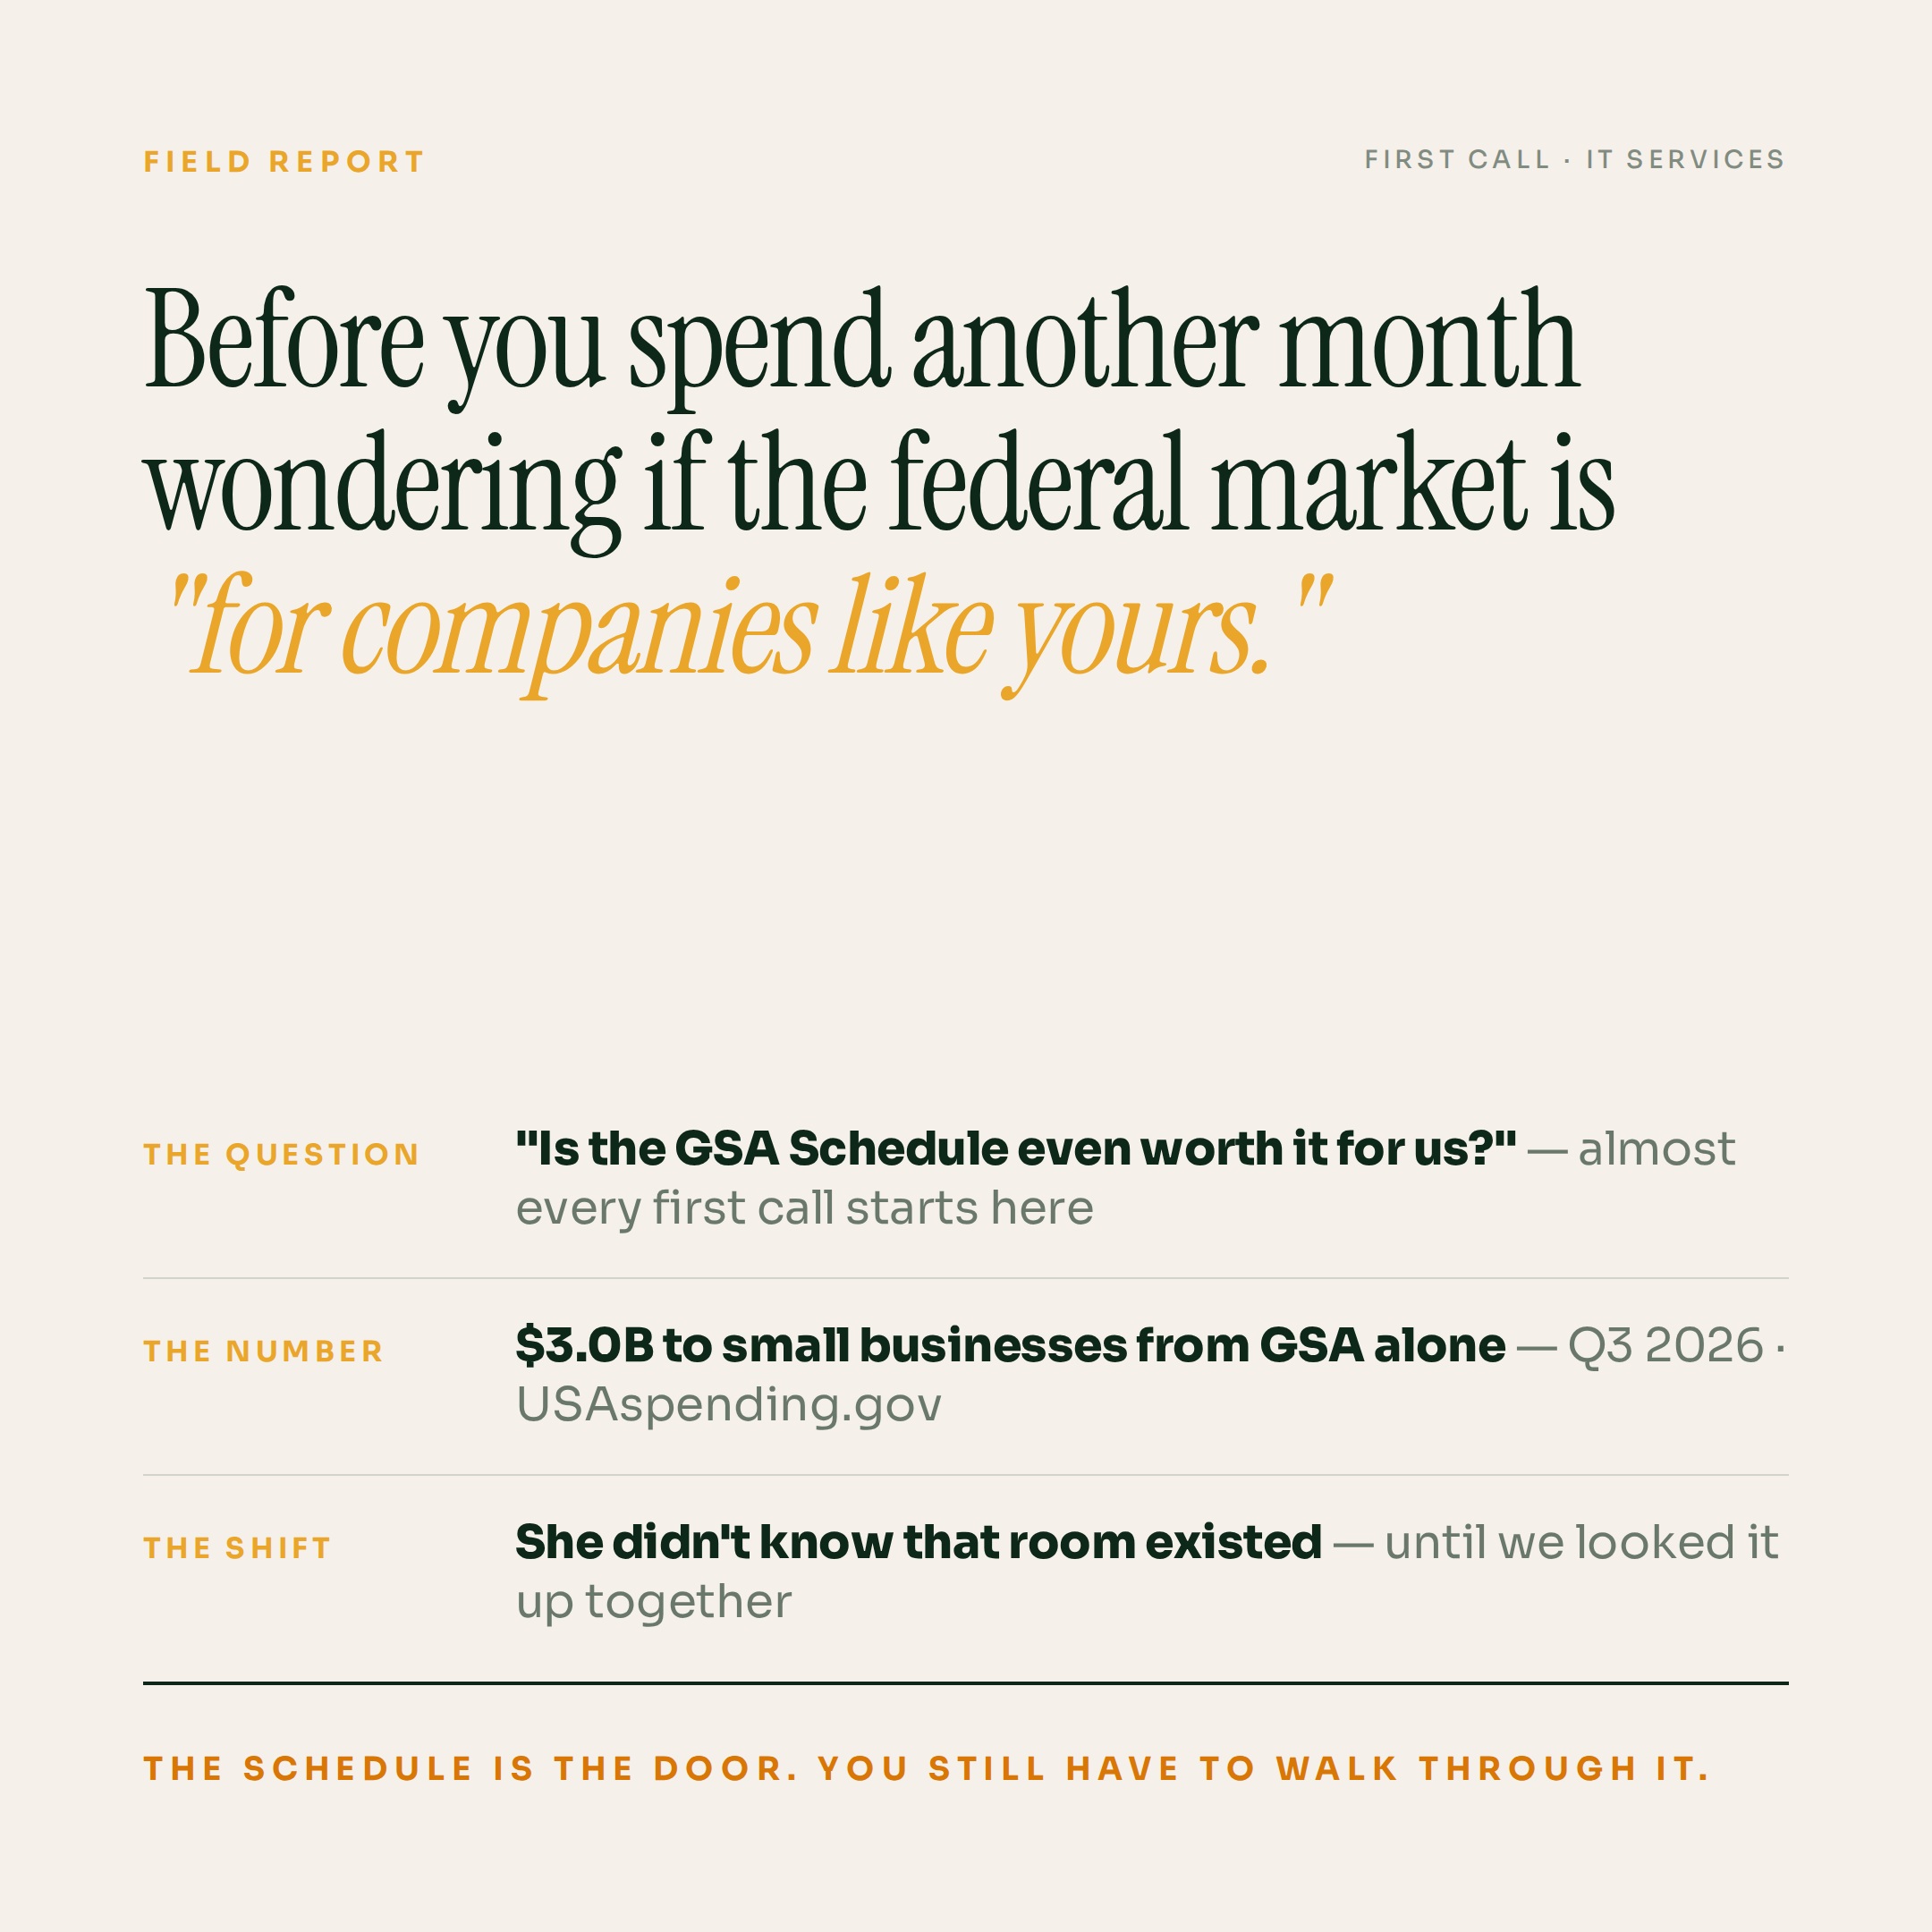 FIELD REPORT
FIRST CALL · IT SERVICES
Before you spend another month
wondering if the federal market is
"for companies like yours."
THE QUESTION
"Is the GSA Schedule even worth it for us?" — almost
every first call starts here
THE NUMBER
$3.0B to small businesses from GSA alone — Q3 2026 ·
USAspending.gov
THE SHIFT
She didn't know that room existed — until we looked it
up together
THE SCHEDULE IS THE DOOR. YOU STILL HAVE TO WALK THROUGH IT.